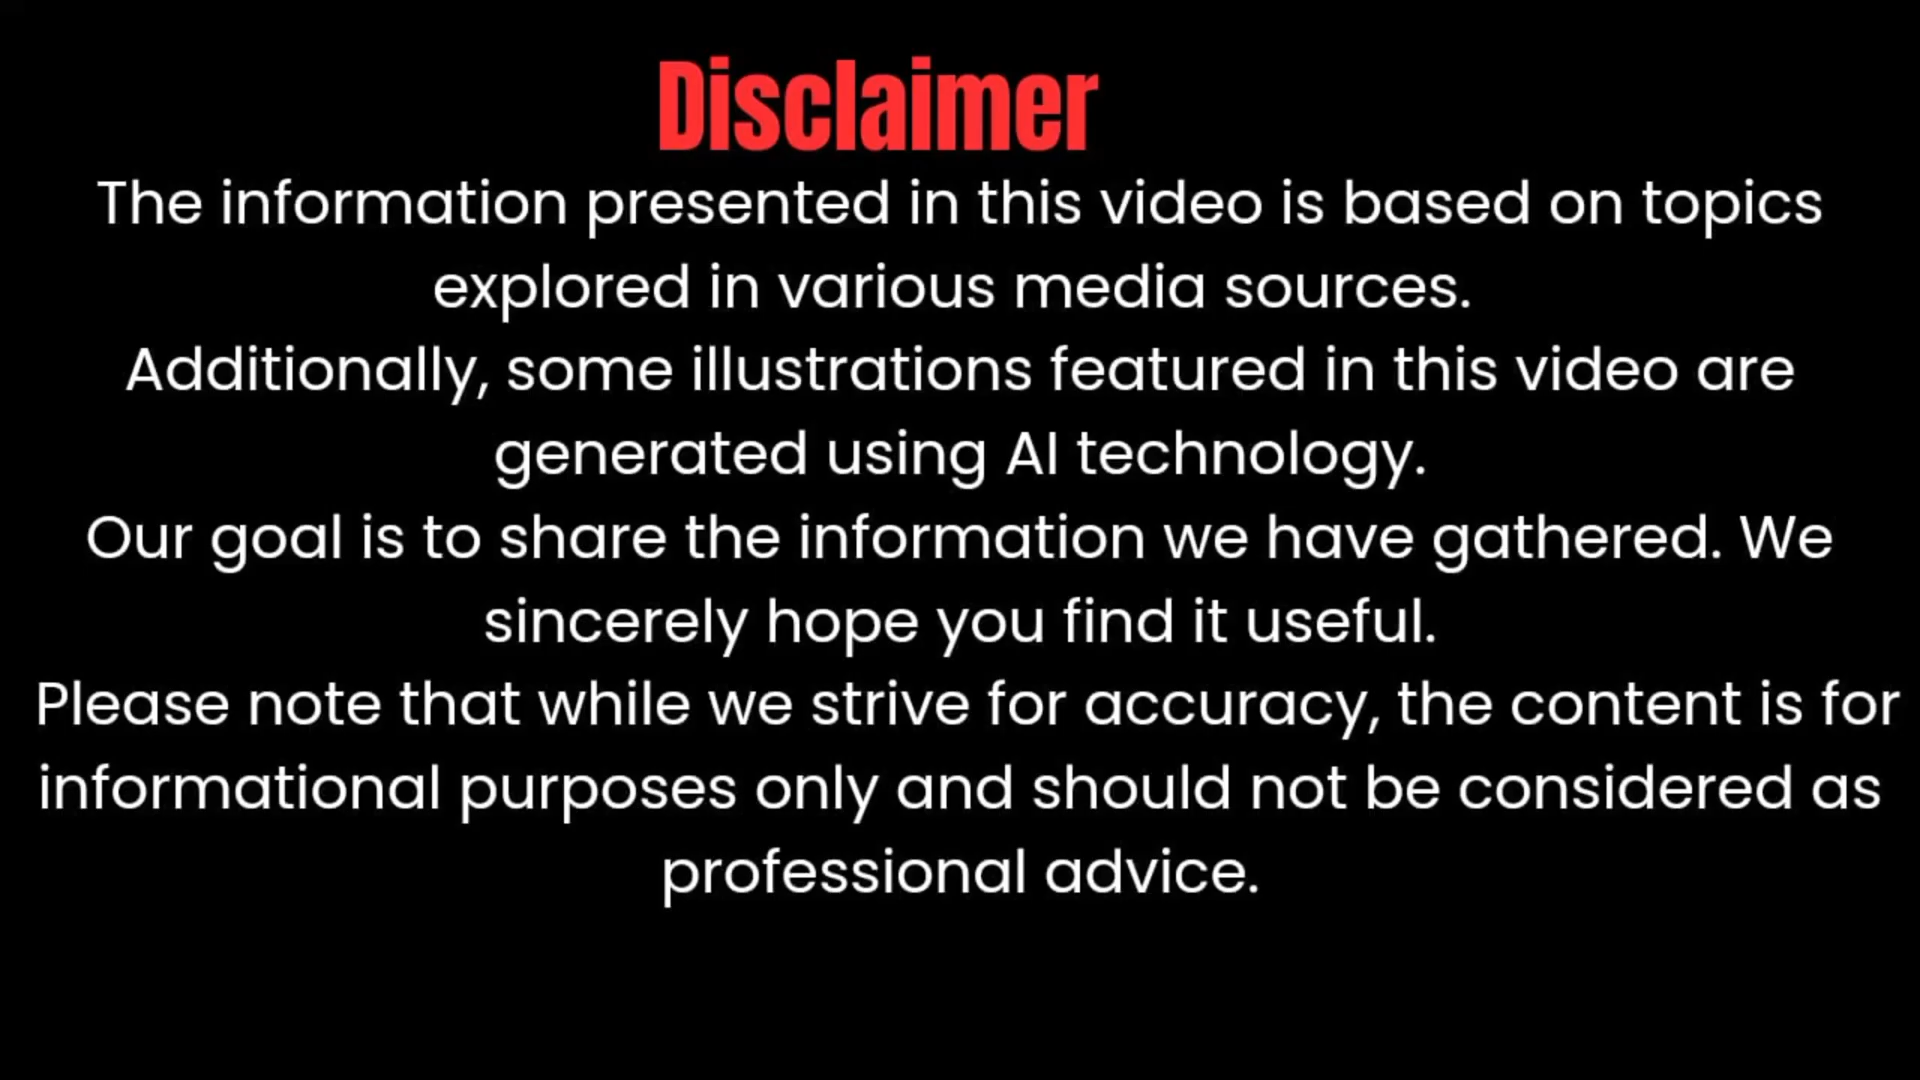 Disclaimer
The information presented in this video is based on topics
explored in various media sources.
Additionally, some illustrations featured in this video are
generated using AI technology.
Our goal is to share the information we have gathered. We
sincerely hope you find it useful.
Please note that while we strive for accuracy, the content is for
informational purposes only and should not be considered as
professional advice.